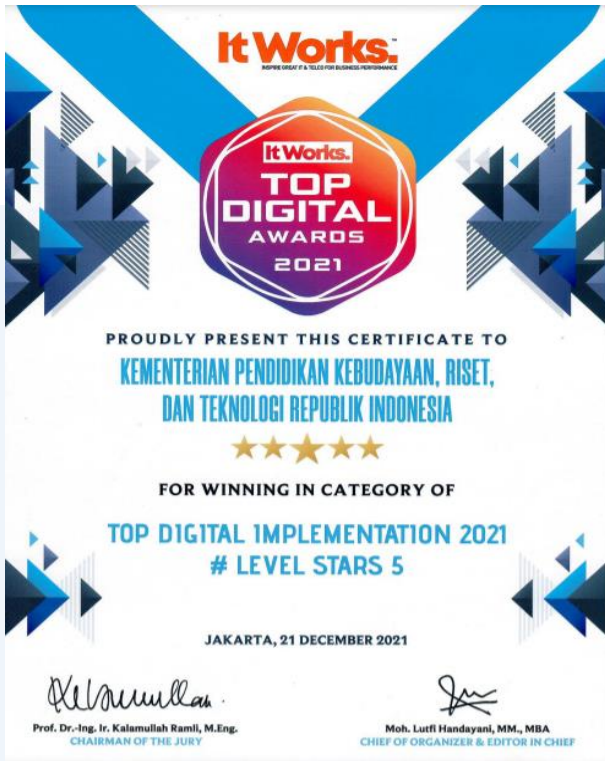 It Works.
INSPIRE GREAT IT & TELCO FOR BUSINESS PERFORMANCE
It Works.
TOP
DIGITAL
AWARDS
2021
PROUDLY PRESENT THIS CERTIFICATE TO
KEMENTERIAN PENDIDIKAN KEBUDAYAAN, RISET,
DAN TEKNOLOGI REPUBLIK INDONESIA
FOR WINNING IN CATEGORY OF
TOP DIGITAL IMPLEMENTATION 2021
# LEVEL STARS 5
JAKARTA, 21 DECEMBER 2021
Prof. Dr.-Ing. Ir. Kalamullah Ramli, M.Eng.
CHAIRMAN OF THE JURY
Moh. Lutfi Handayani, MM., MBA
CHIEF OF ORGANIZER & EDITOR IN CHIEF